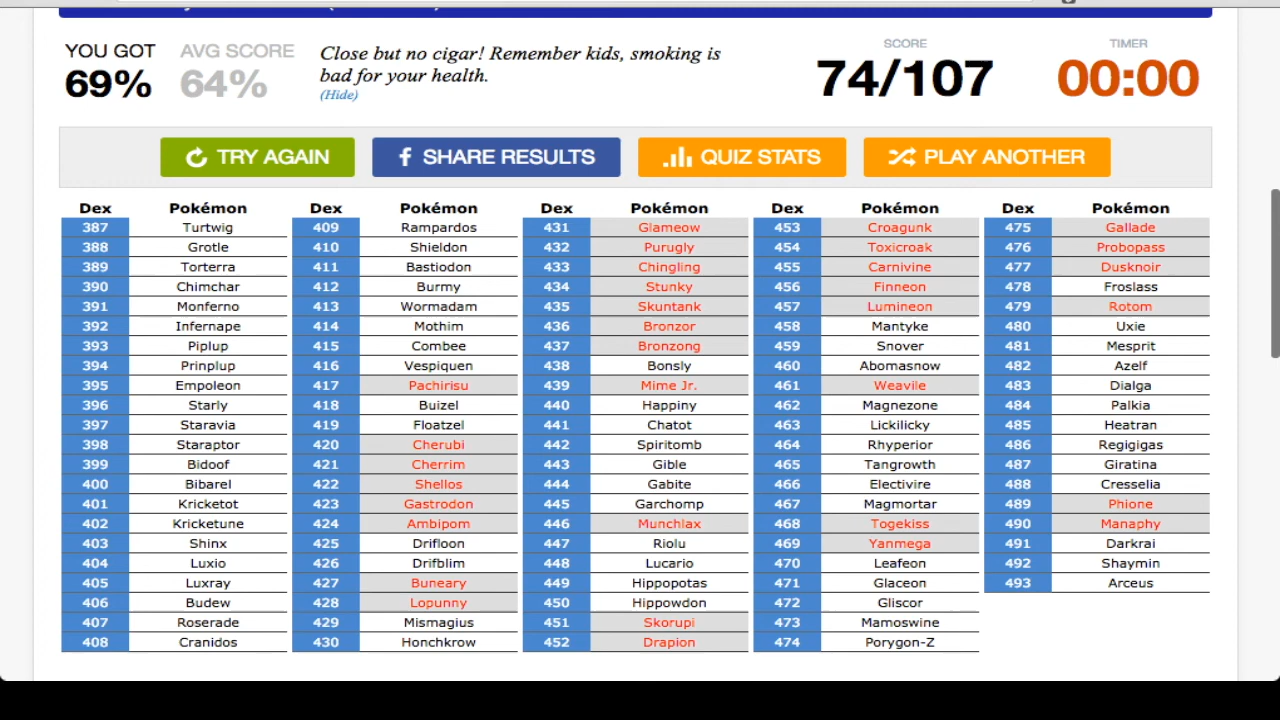 YOU GOT AVG SCORE Close but no cigar! Remember kids, smoking is SCORE TIMER
69% 64% bad for your health. 74/107 00:00
(Hide)
TRY AGAIN SHARE RESULTS QUIZ STATS PLAY ANOTHER
Dex Pokémon Dex Pokémon Dex Pokémon Dex Pokémon Dex Pokémon
387 Turtwig 409 Rampardos 431 Glameow 453 Croagunk 475 Gallade
388 Grotle 410 Shieldon 432 Purugly 454 Toxicroak 476 Probopass
389 Torterra 411 Bastiodon 433 Chingling 455 Carnivine 477 Dusknoir
390 Chimchar 412 Burmy 434 Stunky 456 Finneon 478 Froslass
391 Monferno 413 Wormadam 435 Skuntank 457 Lumineon 479 Rotom
392 Infernape 414 Mothim 436 Bronzor 458 Mantyke 480 Uxie
393 Piplup 415 Combee 437 Bronzong 459 Snover 481 Mesprit
394 Prinplup 416 Vespiquen 438 Bonsly 460 Abomasnow 482 Azelf
395 Empoleon 417 Pachirisu 439 Mime Jr. 461 Weavile 483 Dialga
396 Starly 418 Buizel 440 Happiny 462 Magnezone 484 Palkia
397 Staravia 419 Floatzel 441 Chatot 463 Lickilicky 485 Heatran
398 Staraptor 420 Cherubi 442 Spiritomb 464 Rhyperior 486 Regigigas
399 Bidoof 421 Cherrim 443 Gible 465 Tangrowth 487 Giratina
400 Bibarel 422 Shellos 444 Gabite 466 Electivire 488 Cresselia
401 Kricketot 423 Gastrodon 445 Garchomp 467 Magmortar 489 Phione
402 Kricketune 424 Ambipom 446 Munchlax 468 Togekiss 490 Manaphy
403 Shinx 425 Drifloon 447 Riolu 469 Yanmega 491 Darkrai
404 Luxio 426 Drifblim 448 Lucario 470 Leafeon 492 Shaymin
405 Luxray 427 Buneary 449 Hippopotas 471 Glaceon 493 Arceus
406 Budew 428 Lopunny 450 Hippowdon 472 Gliscor
407 Roserade 429 Mismagius 451 Skorupi 473 Mamoswine
408 Cranidos 430 Honchkrow 452 Drapion 474 Porygon-Z